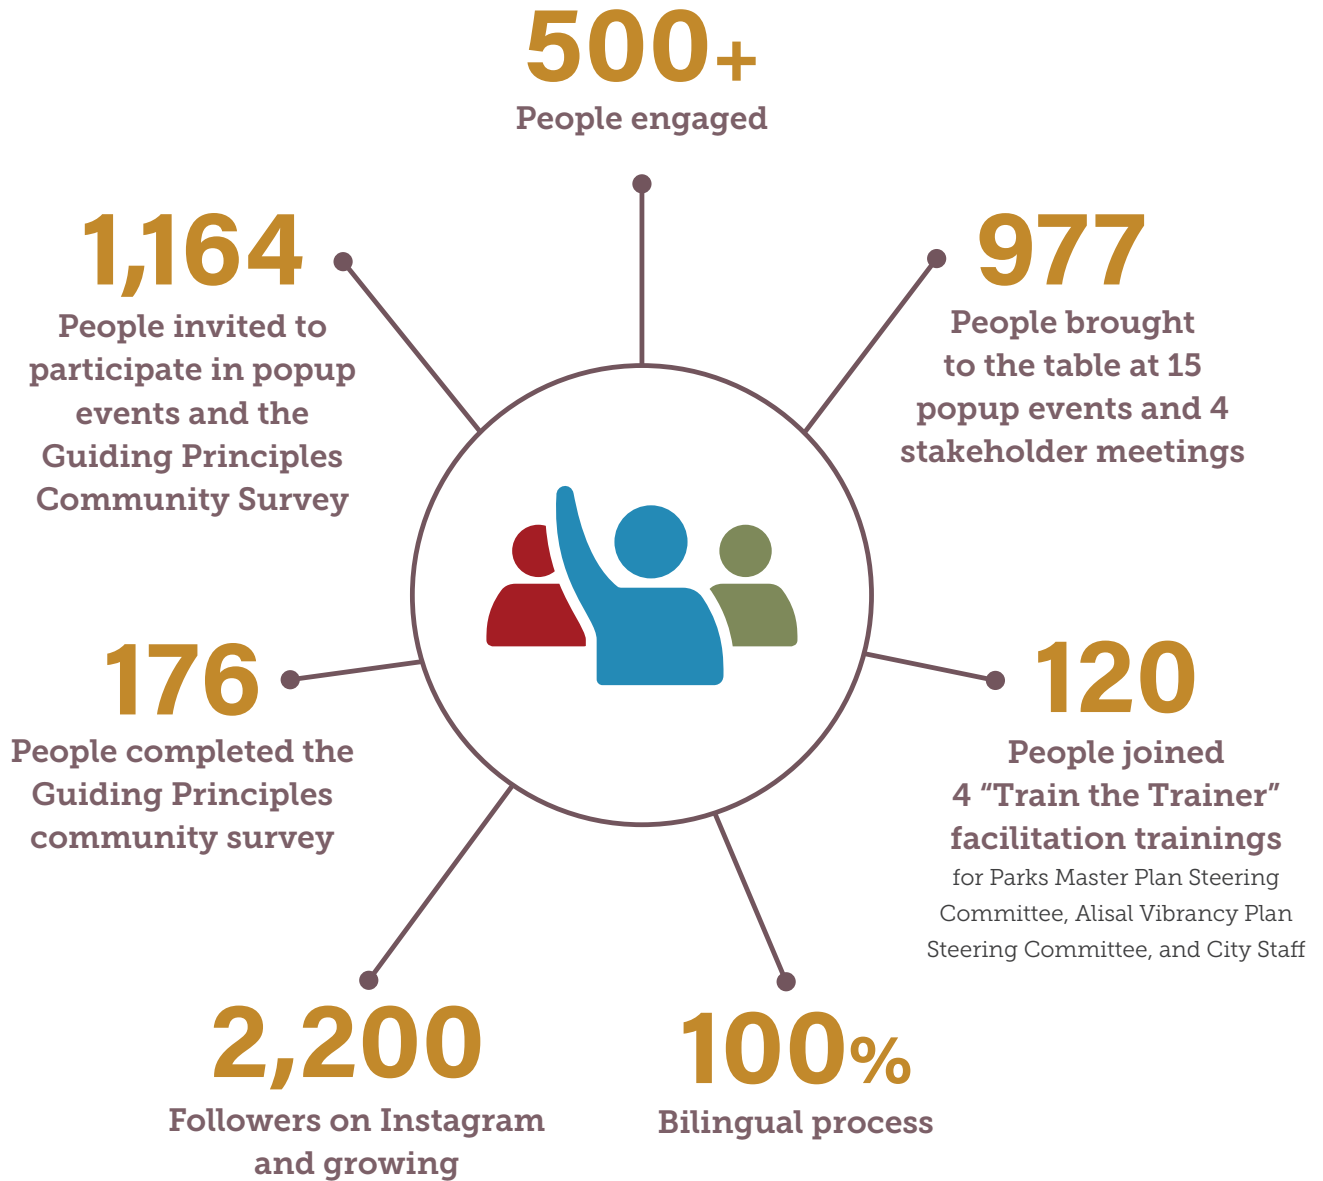 500+
People engaged
1,164
People invited to
participate in popup
events and the
Guiding Principles
Community Survey
977
People brought
to the table at 15
popup events and 4
stakeholder meetings
176
People completed the
Guiding Principles
community survey
120
People joined
4 “Train the Trainer”
facilitation trainings
for Parks Master Plan Steering
Committee, Alisal Vibrancy Plan
Steering Committee, and City Staff
2,200
Followers on Instagram
and growing
100%
Bilingual process